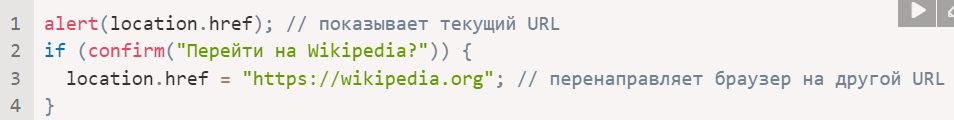 1 alert(location.href); // показывает текущий URL
2 if (confirm("Перейти на Wikipedia?")) {
3 location.href = "https://wikipedia.org"; // перенаправляет браузер на другой URL
4 }